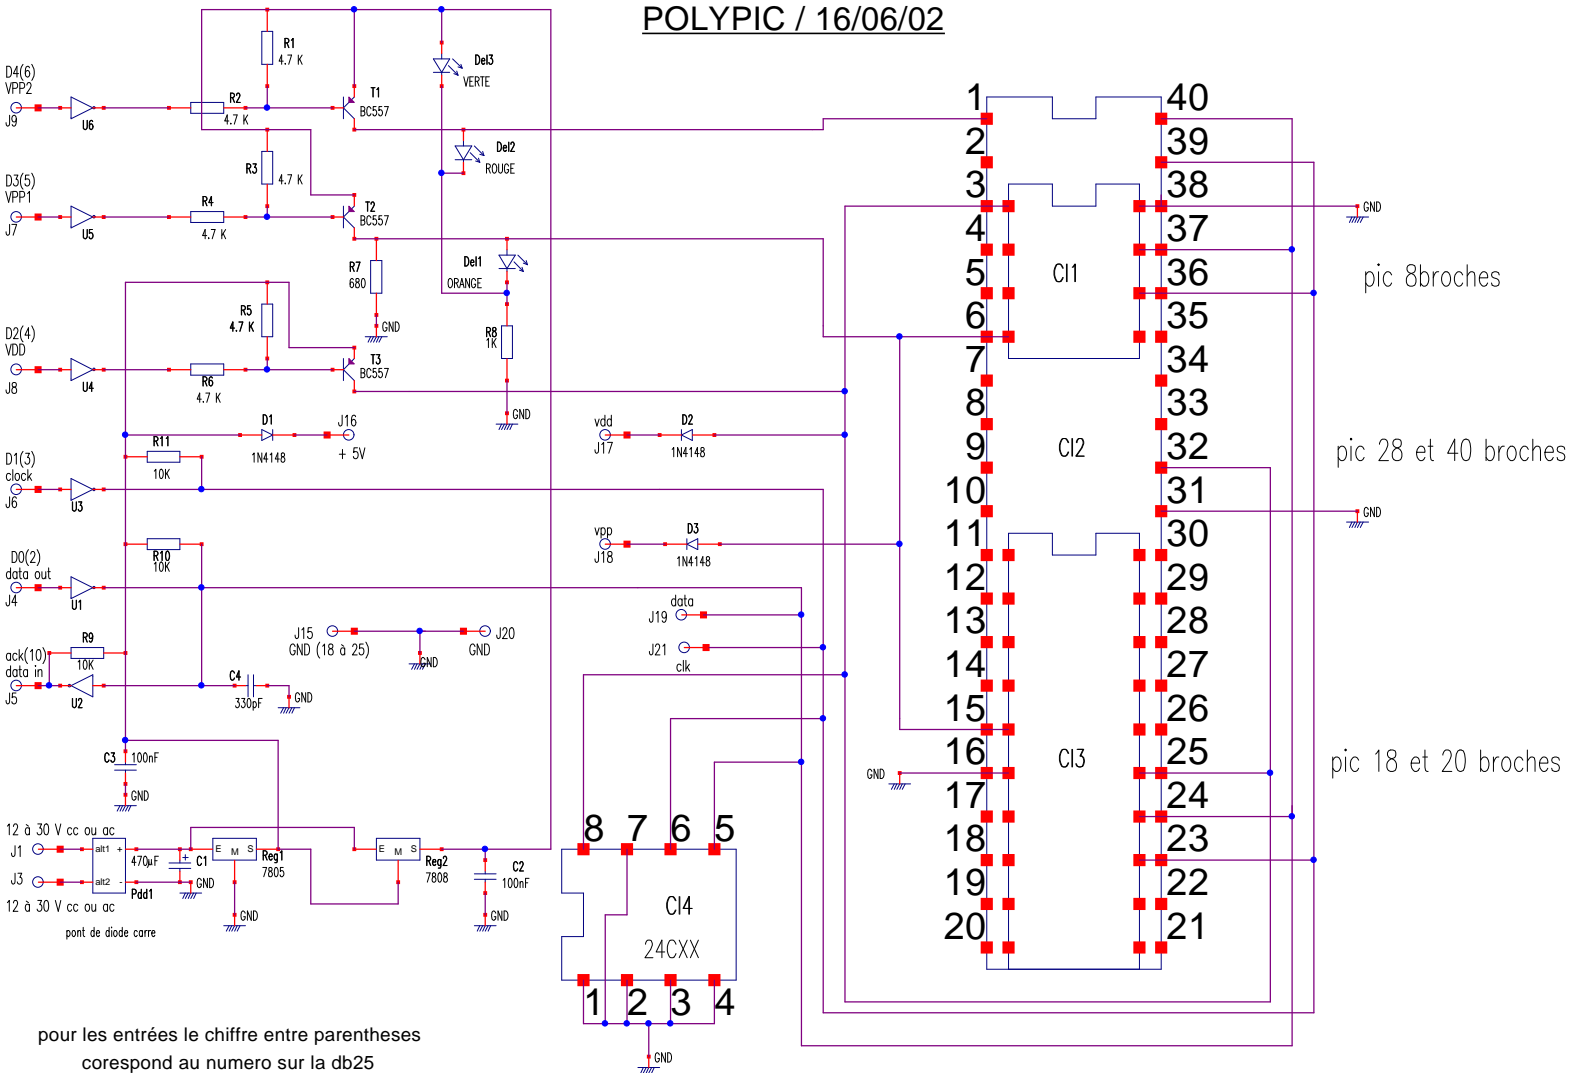 POLYPIC / 16/06/02
R1
4.7 K
Del3
VERTE
D4(6)
VPP2
J9
U6
R2
4.7 K
T1
BC557
Del2
ROUGE
R3
4.7 K
D3(5)
VPP1
J7
U5
R4
4.7 K
T2
BC557
R7
680
GND
Del1
ORANGE
R8
1K
GND
R5
4.7 K
D2(4)
VDD
J8
U4
R6
4.7 K
T3
BC557
D1
1N4148
J16
+ 5V
R11
10K
D1(3)
clock
J6
U3
vdd
J17
D2
1N4148
R10
10K
D0(2)
data out
J4
U1
vpp
J18
D3
1N4148
data
J19
J21
clk
J15
GND (18 à 25)
GND
J20
GND
R9
10K
ack(10)
data in
J5
U2
C4
330pF
GND
C3
100nF
GND
12 à 30 V cc ou ac
J1
J3
12 à 30 V cc ou ac
alt1 +
alt2 -
Pdd1
pont de diode carre
470µF
+
C1
GND
E M S
Reg1
7805
GND
E M S
Reg2
7808
C2
100nF
GND
8 7 6 5
CI4
24CXX
1 2 3 4
GND
1
2
3
4
5
6
7
8
9
10
11
12
13
14
15
16
17
18
19
20
40
39
38
37
36
35
34
33
32
31
30
29
28
27
26
25
24
23
22
21
CI1
CI2
CI3
GND
GND
GND
pic 8broches
pic 28 et 40 broches
pic 18 et 20 broches
pour les entrées le chiffre entre parentheses
corespond au numero sur la db25